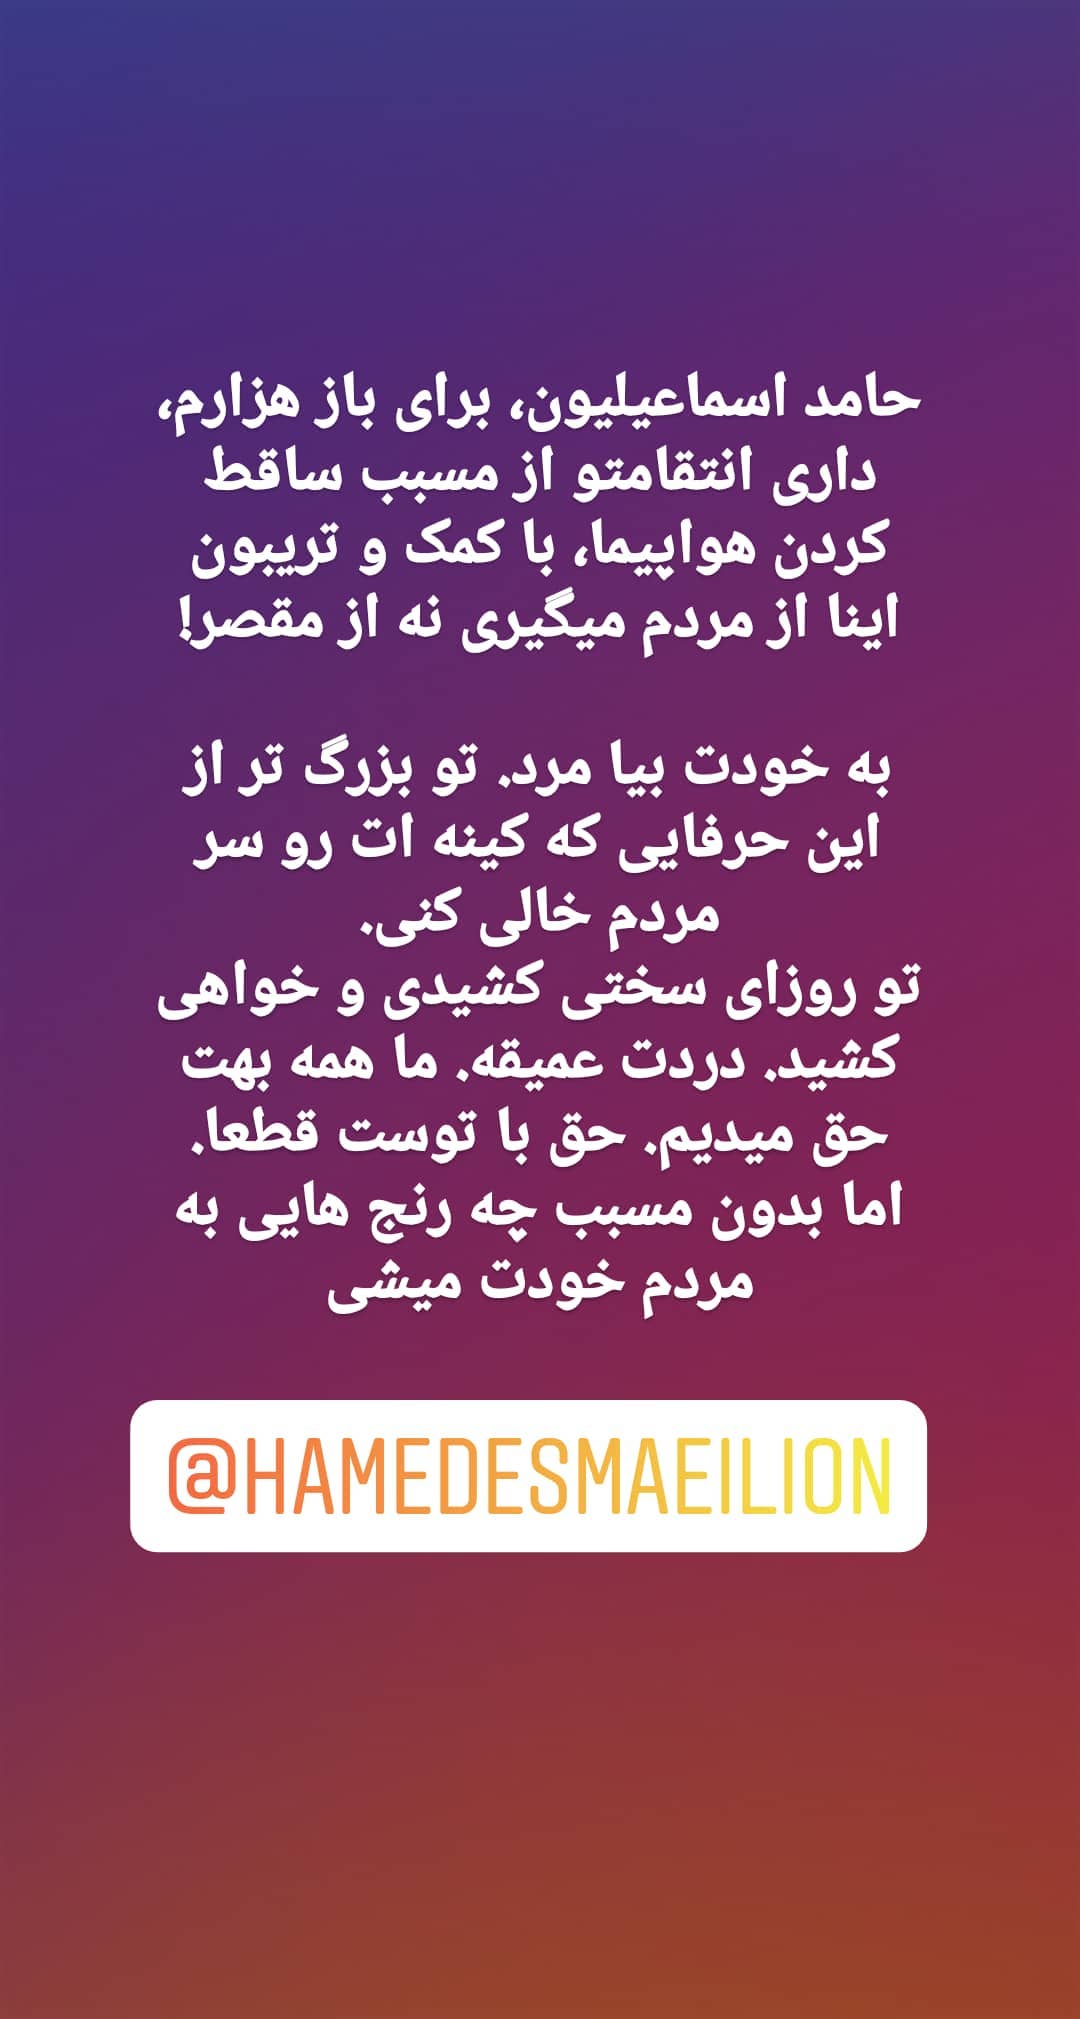 حامد اسماعیلیون، برای باز هزارم،
داری انتقامتو از مسبب ساقط
کردن هواپیما، با کمک و تریبون
اینا از مردم میگیری نه از مقصر!
به خودت بیا مرد. تو بزرگ تر از
این حرفایی که کینه ات رو سر
مردم خالی کنی.
تو روزای سختی کشیدی و خواهی
کشید. دردت عمیقه. ما همه بهت
حق میدیم. حق با توست قطعا.
اما بدون مسبب چه رنج هایی به
مردم خودت میشی
@HAMEDESMAEILION